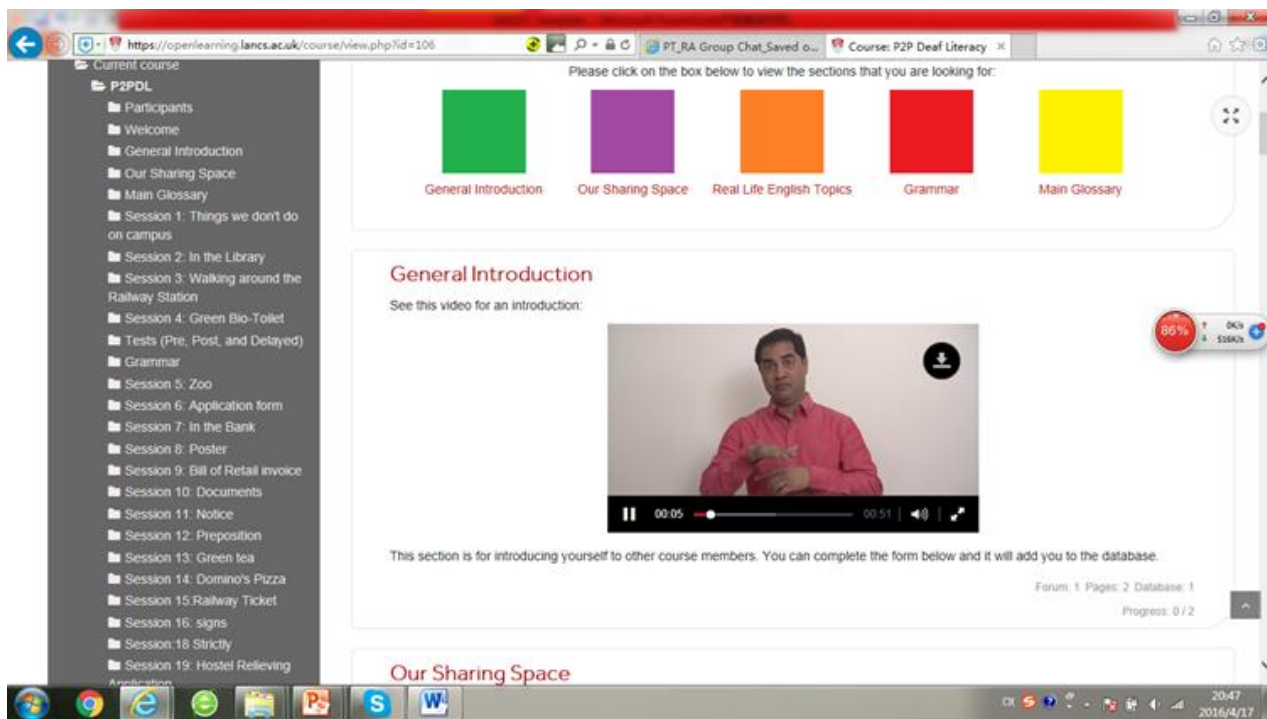 https://openlearning.lancs.ac.uk/course/view.php?id=106
PT_RA Group Chat_Saved o...
Course: P2P Deaf Literacy
Current course
P2PDL
Participants
Welcome
General Introduction
Our Sharing Space
Main Glossary
Session 1: Things we don't do
on campus
Session 2: In the Library
Session 3: Walking around the
Railway Station
Session 4: Green Bio-Toilet
Tests (Pre, Post, and Delayed)
Grammar
Session 5: Zoo
Session 6: Application form
Session 7: In the Bank
Session 8: Poster
Session 9: Bill of Retail invoice
Session 10: Documents
Session 11: Notice
Session 12: Preposition
Session 13: Green tea
Session 14: Domino's Pizza
Session 15:Railway Ticket
Session 16: signs
Session:18 Strictly
Session 19: Hostel Relieving
Application
Please click on the box below to view the sections that you are looking for:
General Introduction
Our Sharing Space
Real Life English Topics
Grammar
Main Glossary
General Introduction
See this video for an introduction:
00:05
00:51
This section is for introducing yourself to other course members. You can complete the form below and it will add you to the database.
Forum: 1 Pages: 2 Database: 1
Progress: 0 / 2
Our Sharing Space
86%
0K/s
516K/s
CH
20:47
2016/4/17